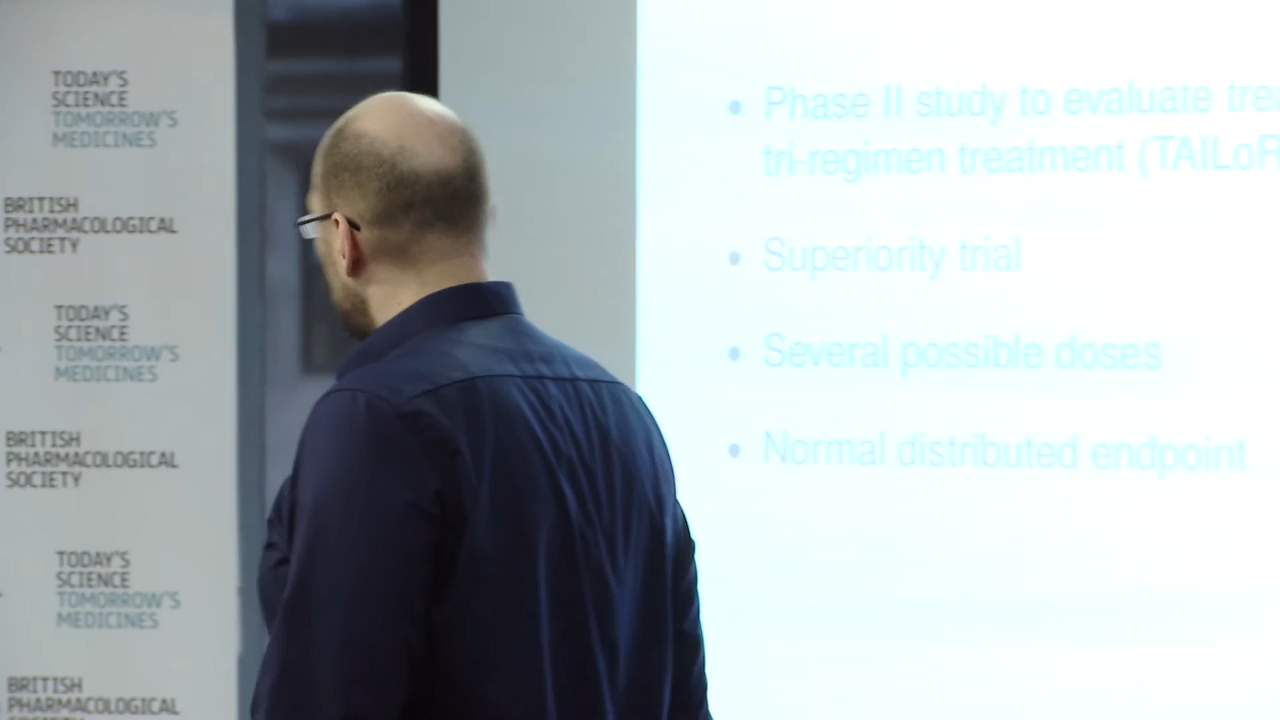 TODAY'S
SCIENCE
TOMORROW'S
MEDICINES
BRITISH
PHARMACOLOGICAL
SOCIETY
TODAY'S
SCIENCE
TOMORROW'S
MEDICINES
BRITISH
PHARMACOLOGICAL
SOCIETY
TODAY'S
SCIENCE
TOMORROW'S
MEDICINES
BRITISH
PHARMACOLOGICAL
• Phase II study to evaluate
tri-regimen treatment (TAILoR
• Superiority trial
• Several possible doses
• Normal distributed endpoint